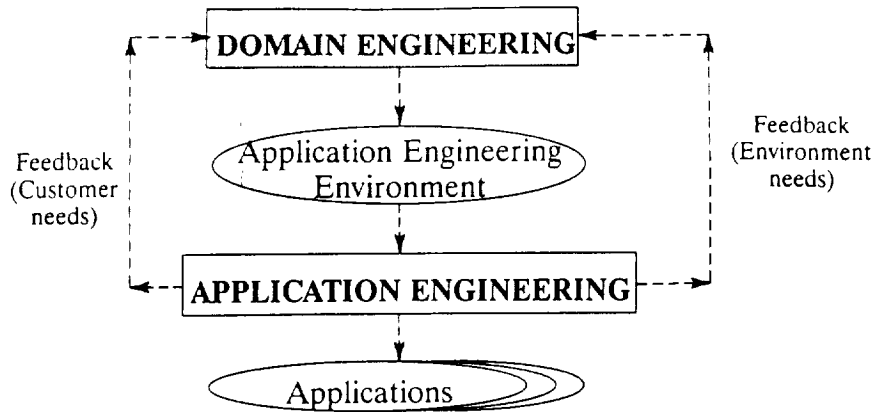 DOMAIN ENGINEERING
Application Engineering
Environment
Feedback
(Customer
needs)
Feedback
(Environment
needs)
APPLICATION ENGINEERING
Applications